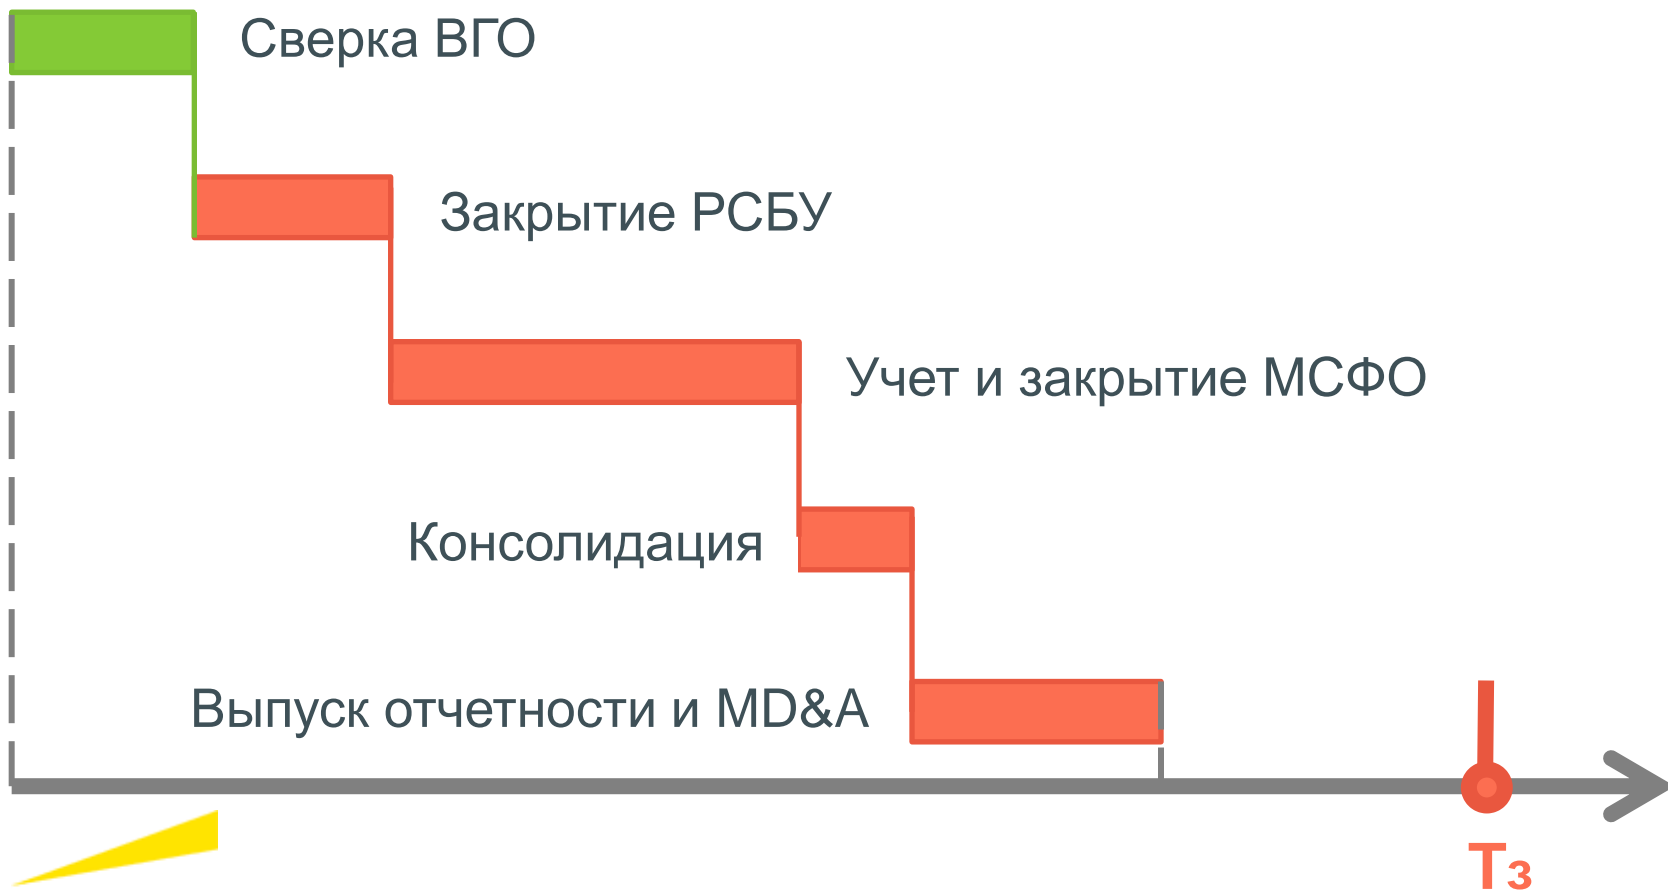 Сверка ВГО
Закрытие РСБУ
Учет и закрытие МСФО
Консолидация
Выпуск отчетности и MD&A
Тз